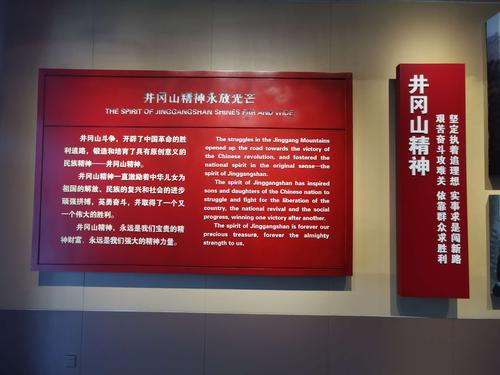 井冈山精神永放光芒
THE SPIRIT OF JINGGANGSHAN SHINES FAR AND WIDE
井冈山斗争，开辟了中国革命的胜
利道路，锻造和培育了具有原创意义的
民族精神——井冈山精神。
井冈山精神一直激励着中华儿女为
祖国的解放、民族的复兴和社会的进步
顽强拼搏，英勇奋斗，并取得了一个又
一个伟大的胜利。
井冈山精神，永远是我们宝贵的精
神财富，永远是我们强大的精神力量。
The struggles in the Jinggang Mountains
opened up the road towards the victory of
the Chinese revolution, and fostered the
national spirit in the original sense—the
spirit of Jinggangshan.
The spirit of Jinggangshan has inspired
sons and daughters of the Chinese nation to
struggle and fight for the liberation of the
country, the national revival and the social
progress, winning one victory after another.
The spirit of Jinggangshan is forever our
precious treasure, forever the almighty
strength to us.
井冈山精神
坚定执着追理想 实事求是闯新路
艰苦奋斗攻难关 依靠群众求胜利